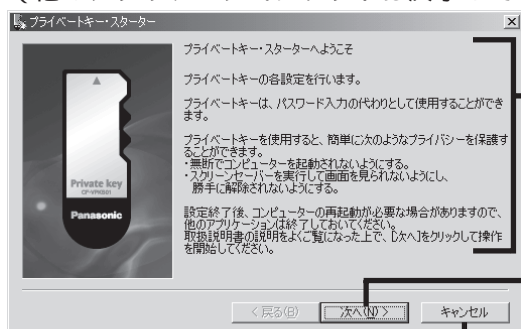 プライベートキー・スターター
プライベートキー・スターターへようこそ
プライベートキーの各設定を行います。
プライベートキーは、パスワード入力の代わりとして使用することができ
ます。
プライベートキーを使用すると、簡単に次のようなプライバシーを保護す
ることができます。
・無断でコンピューターを起動されないようにする。
・スクリーンセーバーを実行して画面を見られないようにし、
勝手に解除されないようにする。
設定終了後、コンピューターの再起動が必要な場合がありますので、
他のアプリケーションは終了しておいてください。
取扱説明書の説明をよくご覧になった上で、[次へ]をクリックして操作
を開始してください。
Private key
CF-VPK001
Panasonic
< 戻る(B)
次へ(N) >
キャンセル